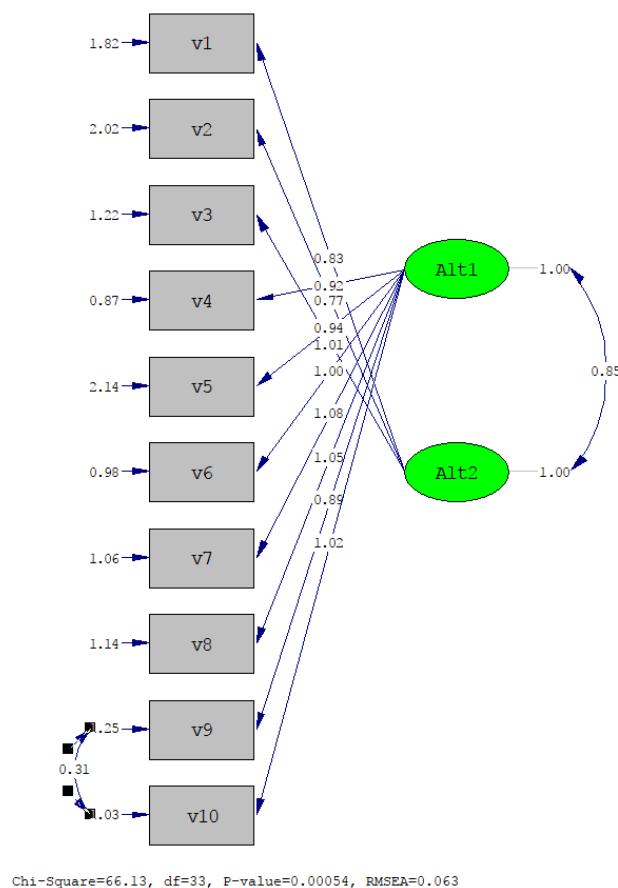 1.82 v1
2.02 v2
1.22 v3
0.83
Alt1 1.00
0.92
0.87 v4 0.77
0.94
1.01
1.00 0.85
2.14 v5
1.08
1.05
0.98 v6 Alt2 1.00
0.89
1.02
1.06 v7
1.14 v8
1.25 v9
0.31
1.03 v10
Chi-Square=66.13, df=33, P-value=0.00054, RMSEA=0.063